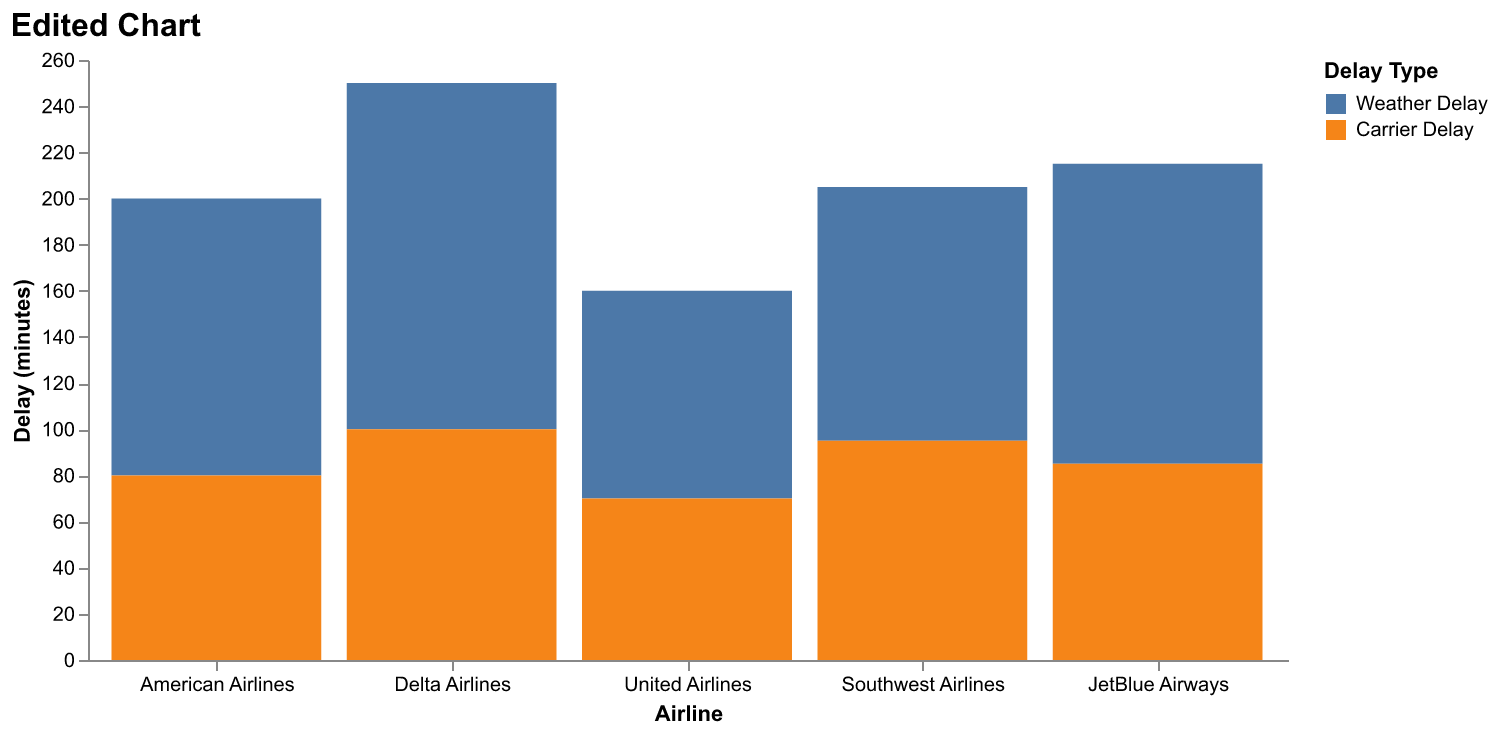 Edited Chart
260
240
220
200
180
160
140
120
100
80
60
40
20
0
Delay (minutes)
American Airlines
Delta Airlines
United Airlines
Southwest Airlines
JetBlue Airways
Airline
Delay Type
Weather Delay
Carrier Delay